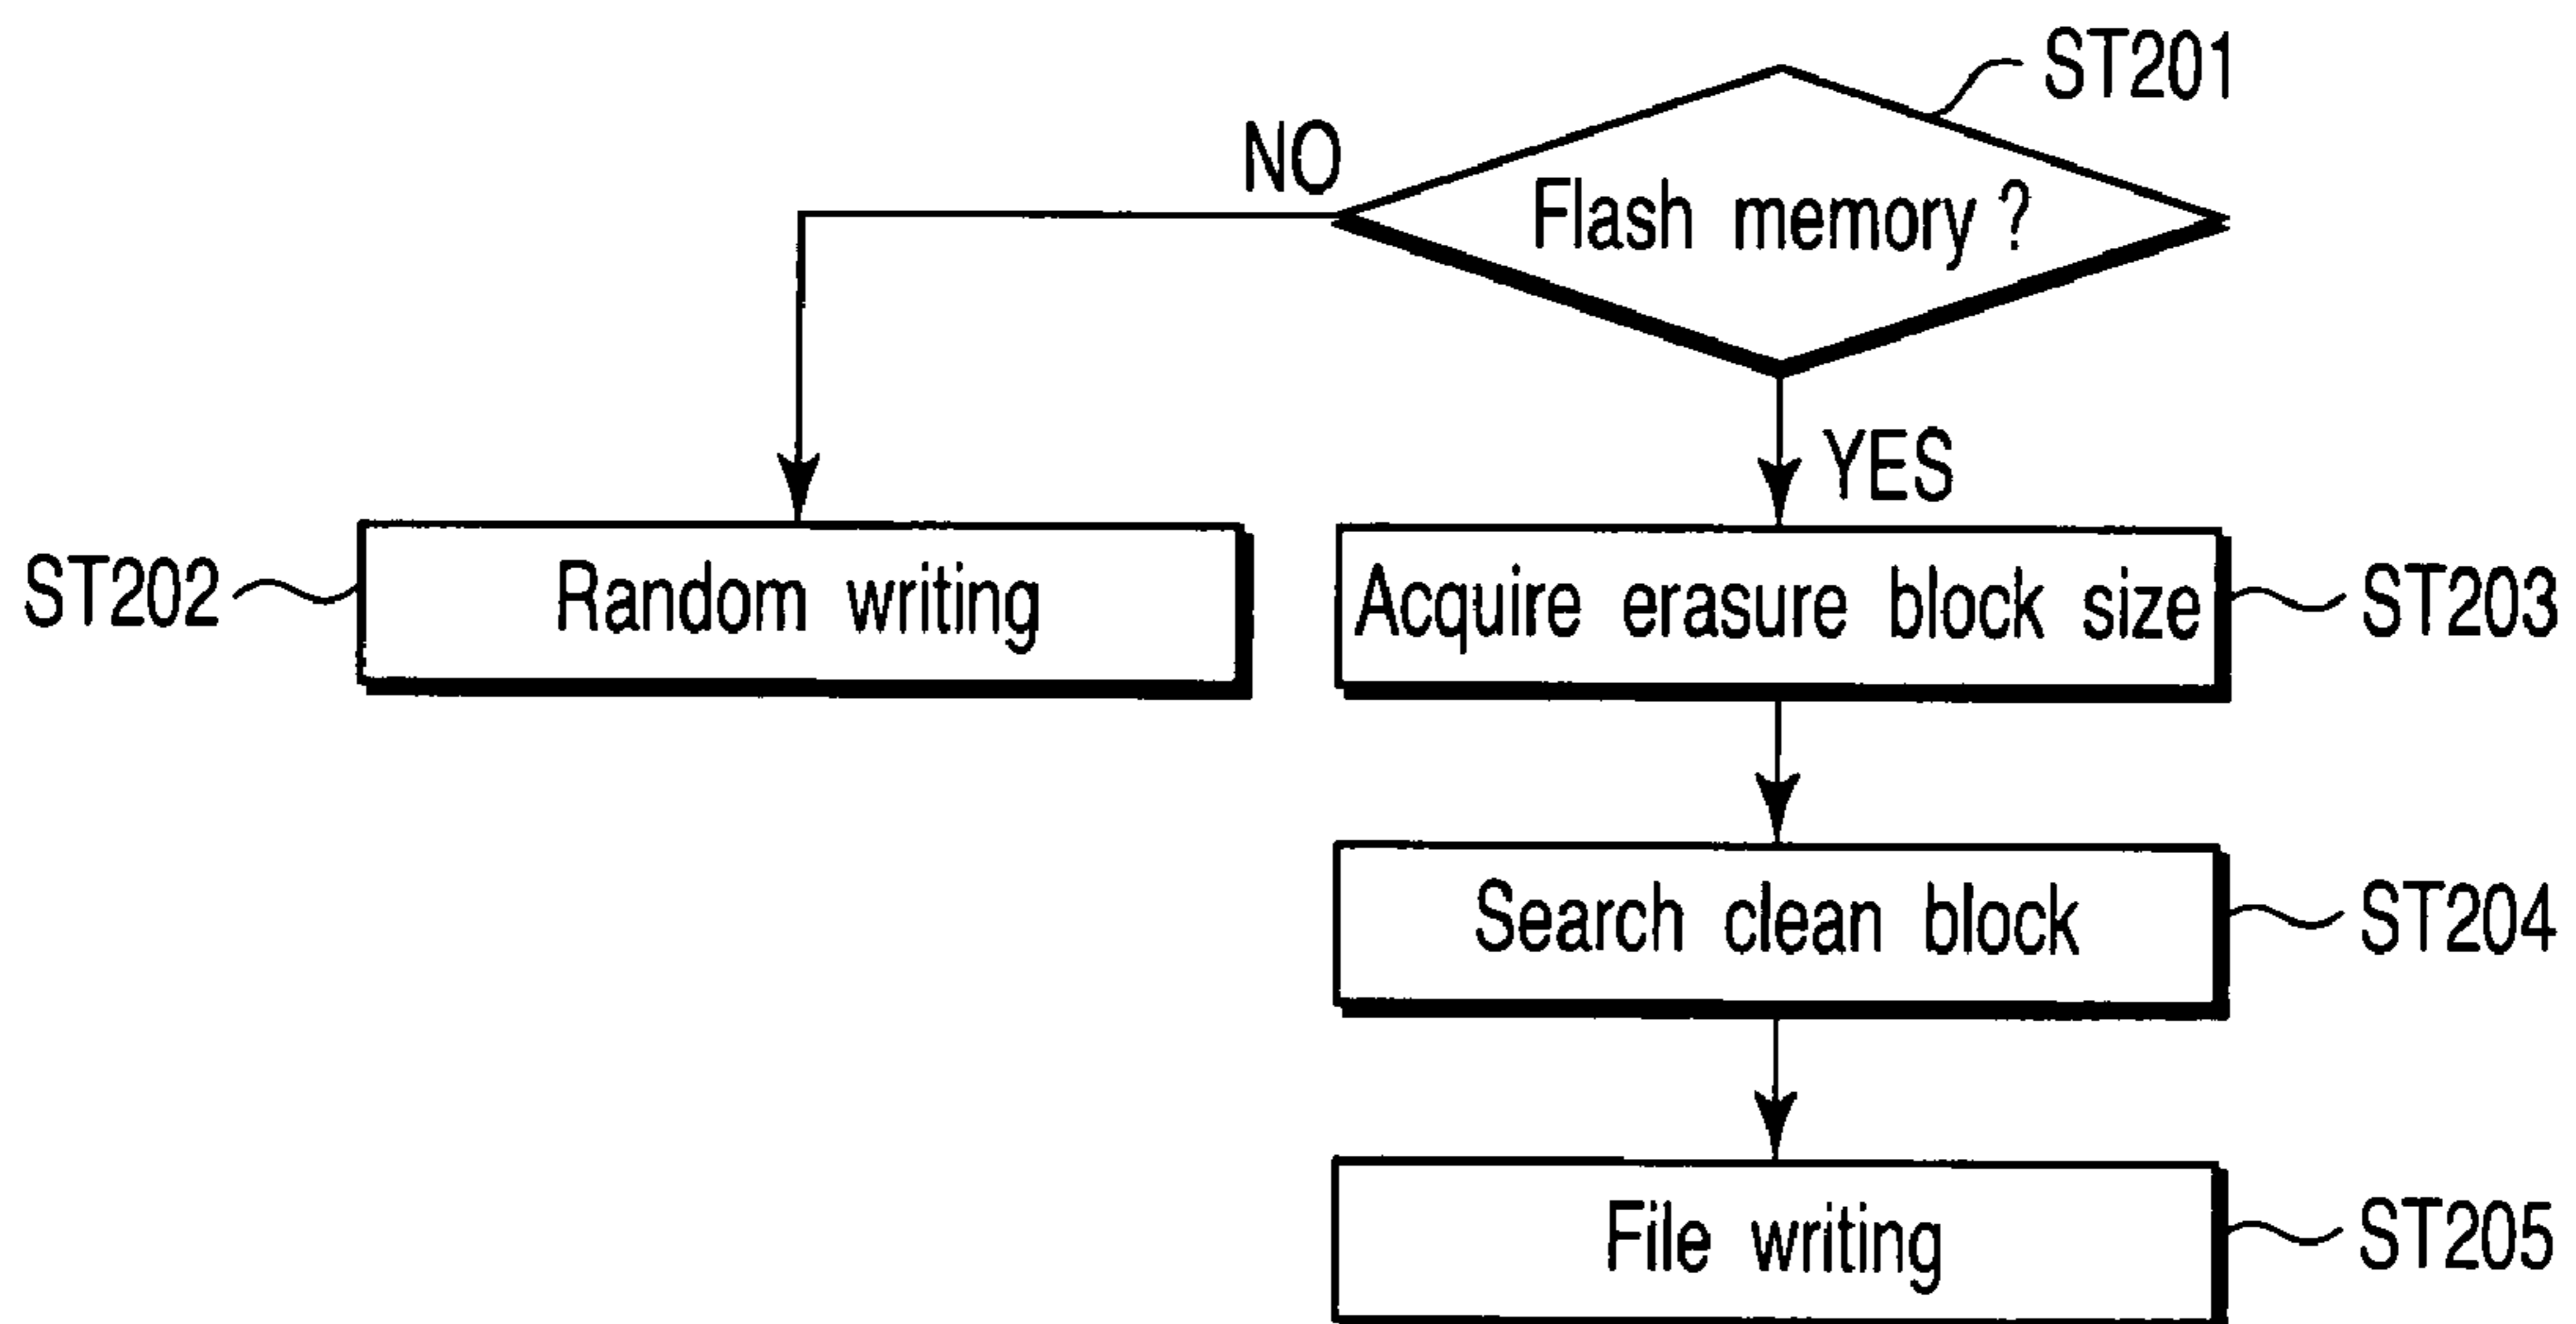 ST201
NO
Flash memory ?
YES
ST202
Random writing
Acquire erasure block size
ST203
Search clean block
ST204
File writing
ST205